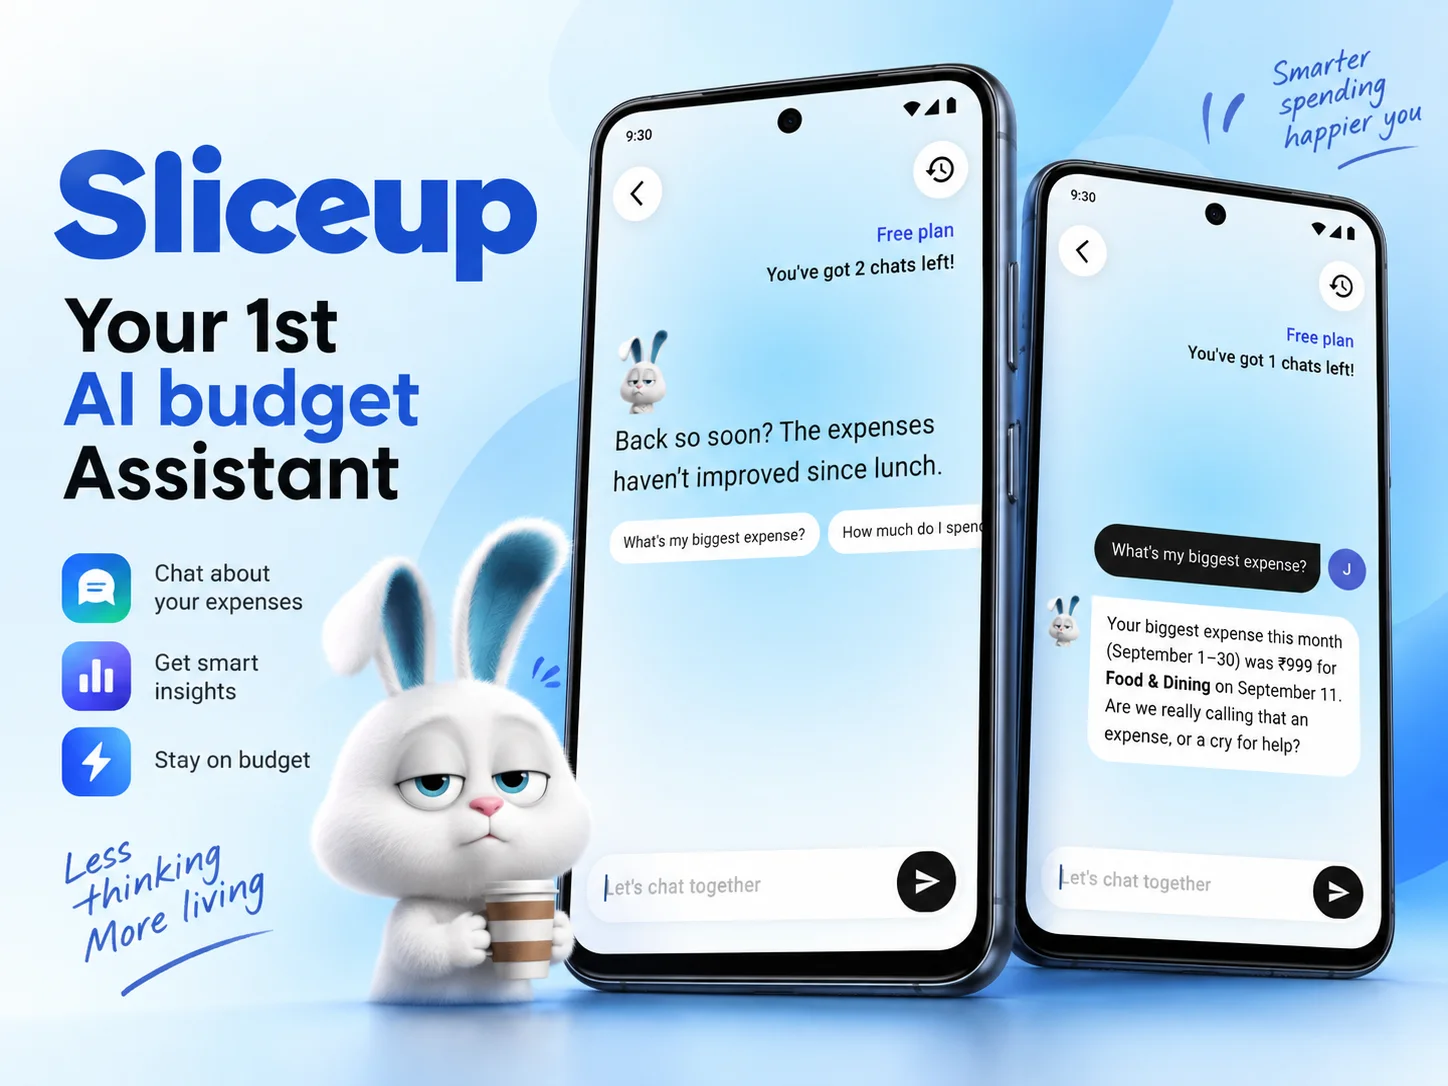 Sliceup
Your 1st
AI budget
Assistant
Chat about
your expenses
Get smart
insights
Stay on budget
Less
thinking
More living
9:30
Free plan
You've got 2 chats left!
Back so soon? The expenses
haven't improved since lunch.
What's my biggest expense?
How much do I spend
Let's chat together
Smarter
spending
happier you
9:30
Free plan
You've got 1 chats left!
What's my biggest expense?
J
Your biggest expense this month
(September 1–30) was ₹999 for
Food & Dining on September 11.
Are we really calling that an
expense, or a cry for help?
Let's chat together